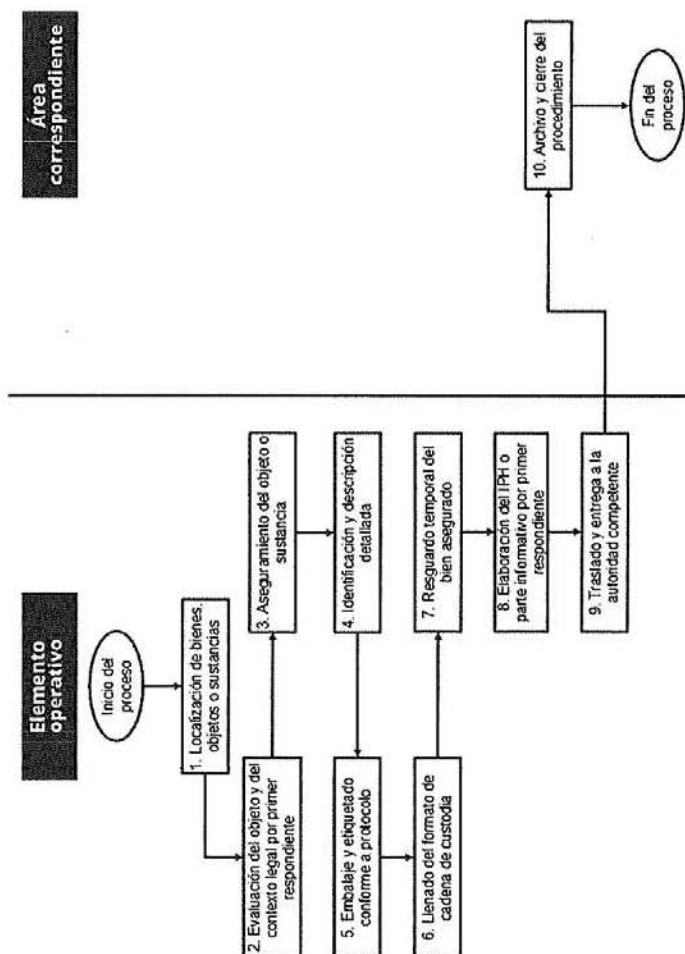 Elemento
operativo
Área
correspondiente
Inicio del
proceso
1. Localización de bienes,
objetos o sustancias
2. Evaluación del objeto y del
contexto legal por primer
respondiente
3. Aseguramiento del objeto o
sustancia
4. Identificación y descripción
detallada
5. Embalaje y etiquetado
conforme a protocolo
6. Llenado del formato de
cadena de custodia
7. Resguardo temporal del
bien asegurado
8. Elaboración del IPH o
parte informativo por primer
respondiente
9. Traslado y entrega a la
autoridad competente
10. Archivo y cierre del
procedimiento
Fin del
proceso